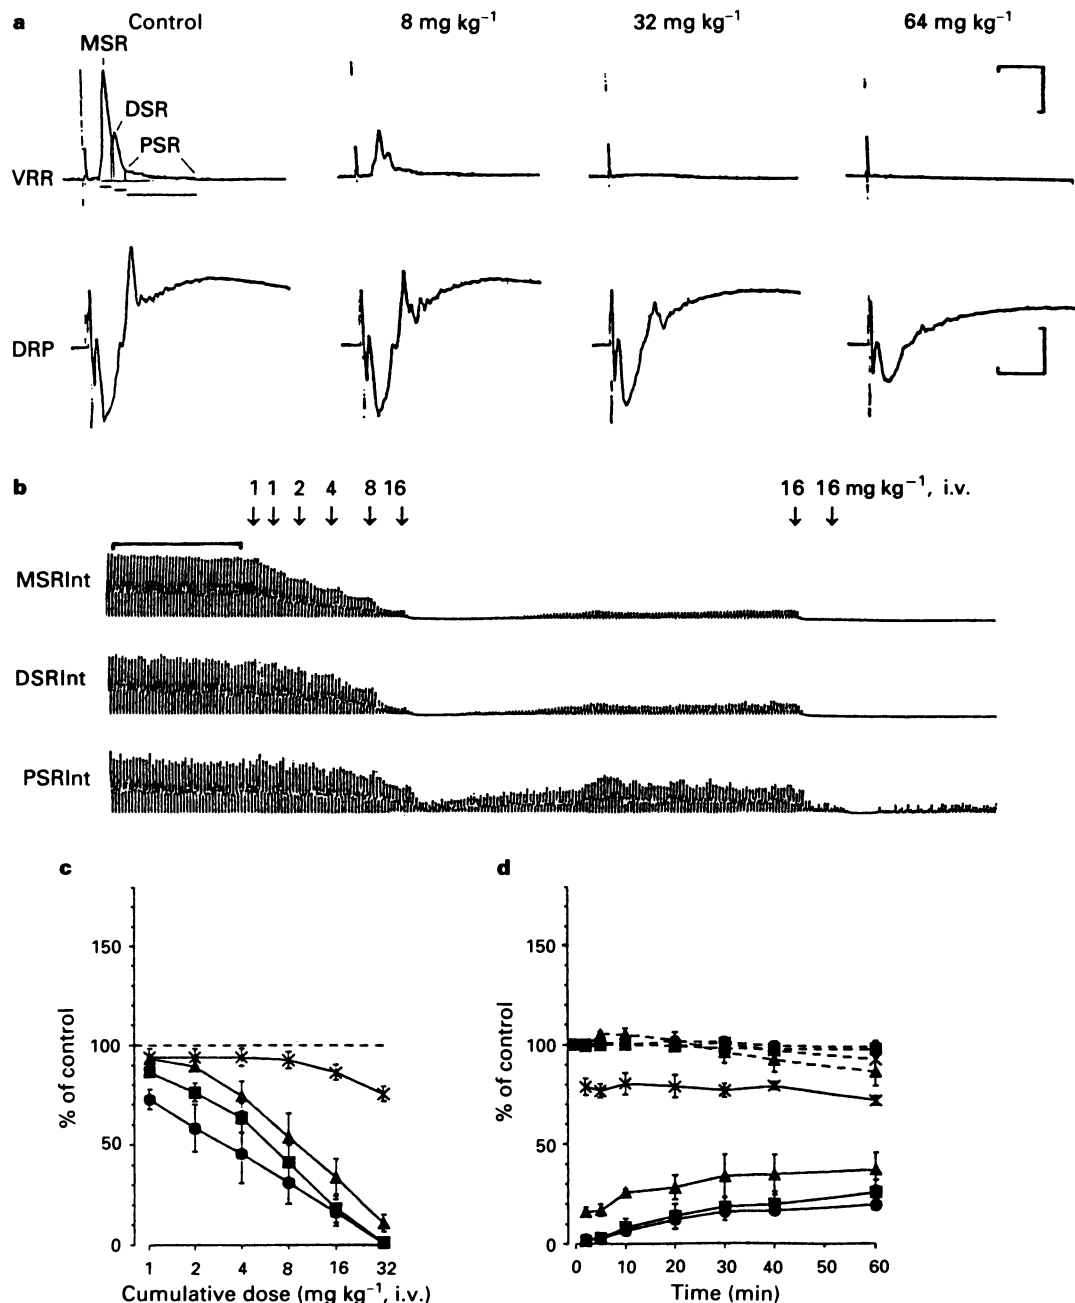 a
Control
8 mg kg⁻¹
32 mg kg⁻¹
64 mg kg⁻¹
MSR
DSR
PSR
VRR
DRP
b
1 1 2 4 8 16 16 16 mg kg⁻¹, i.v.
MSRInt
DSRInt
PSRInt
c
% of control
150
100
50
0
1 2 4 8 16 32
Cumulative dose (mg kg⁻¹, i.v.)
d
% of control
150
100
50
0
0 10 20 30 40 50 60
Time (min)